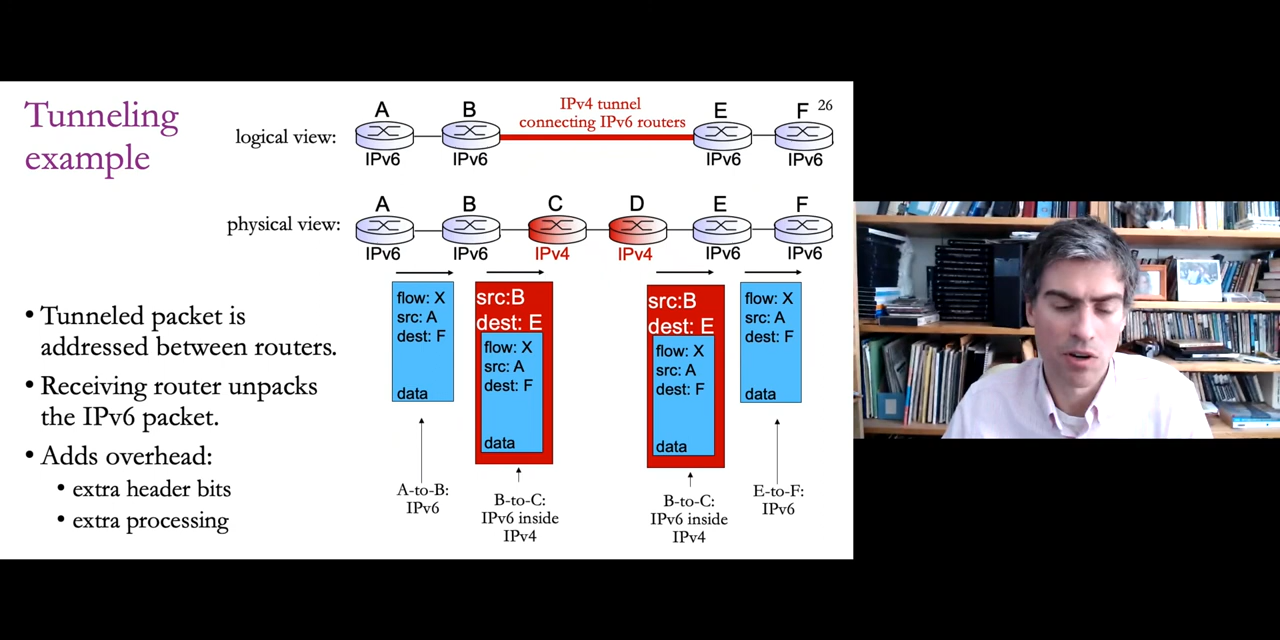 Tunneling
example
26
logical view:
A
B
E
F
IPv4 tunnel
connecting IPv6 routers
IPv6
IPv6
IPv6
IPv6
physical view:
A
B
C
D
E
F
IPv6
IPv6
IPv4
IPv4
IPv6
IPv6
• Tunneled packet is
addressed between routers.
• Receiving router unpacks
the IPv6 packet.
• Adds overhead:
• extra header bits
• extra processing
flow: X
src: A
dest: F
data
A-to-B:
IPv6
src:B
dest: E
flow: X
src: A
dest: F
data
B-to-C:
IPv6 inside
IPv4
src:B
dest: E
flow: X
src: A
dest: F
data
B-to-C:
IPv6 inside
IPv4
flow: X
src: A
dest: F
data
E-to-F:
IPv6